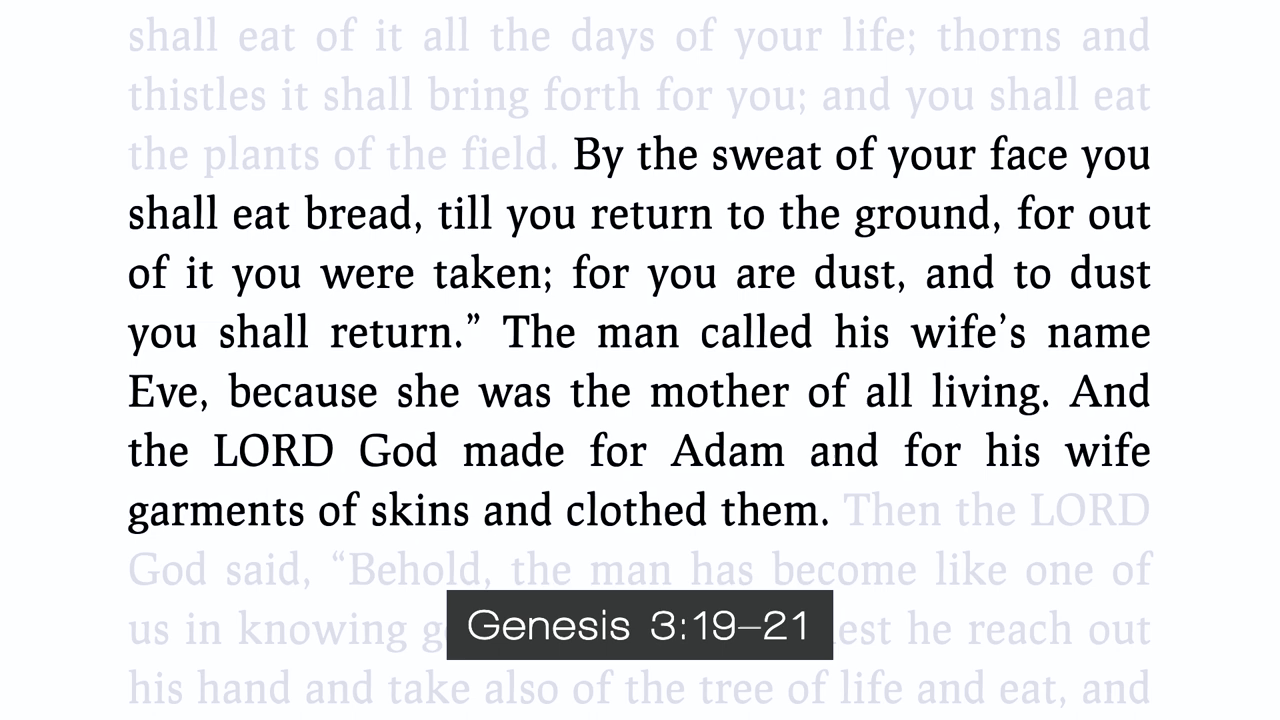 shall eat of it all the days of your life; thorns and
thistles it shall bring forth for you; and you shall eat
the plants of the field. By the sweat of your face you
shall eat bread, till you return to the ground, for out
of it you were taken; for you are dust, and to dust
you shall return.” The man called his wife’s name
Eve, because she was the mother of all living. And
the LORD God made for Adam and for his wife
garments of skins and clothed them. Then the LORD
God said, “Behold, the man has become like one of
us in knowing he reach out
Genesis 3:19–21
his hand and take also of the tree of life and eat, and